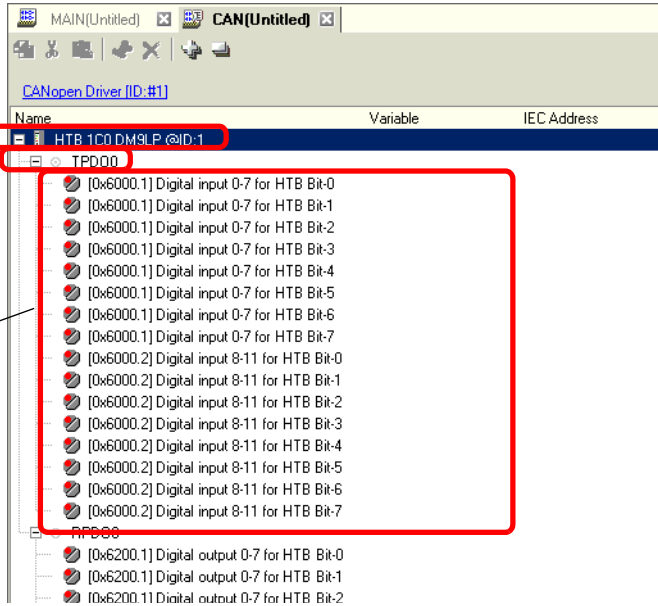 MAIN(Untitled) CAN(Untitled)
CANopen Driver [ID:#1]
Name Variable IEC Address
HTB 1C0 DM9LP @ID:1
TPDO0
[0x6000.1] Digital input 0-7 for HTB Bit-0
[0x6000.1] Digital input 0-7 for HTB Bit-1
[0x6000.1] Digital input 0-7 for HTB Bit-2
[0x6000.1] Digital input 0-7 for HTB Bit-3
[0x6000.1] Digital input 0-7 for HTB Bit-4
[0x6000.1] Digital input 0-7 for HTB Bit-5
[0x6000.1] Digital input 0-7 for HTB Bit-6
[0x6000.1] Digital input 0-7 for HTB Bit-7
[0x6000.2] Digital input 8-11 for HTB Bit-0
[0x6000.2] Digital input 8-11 for HTB Bit-1
[0x6000.2] Digital input 8-11 for HTB Bit-2
[0x6000.2] Digital input 8-11 for HTB Bit-3
[0x6000.2] Digital input 8-11 for HTB Bit-4
[0x6000.2] Digital input 8-11 for HTB Bit-5
[0x6000.2] Digital input 8-11 for HTB Bit-6
[0x6000.2] Digital input 8-11 for HTB Bit-7
RPDO0
[0x6200.1] Digital output 0-7 for HTB Bit-0
[0x6200.1] Digital output 0-7 for HTB Bit-1
[0x6200.1] Digital output 0-7 for HTB Bit-2